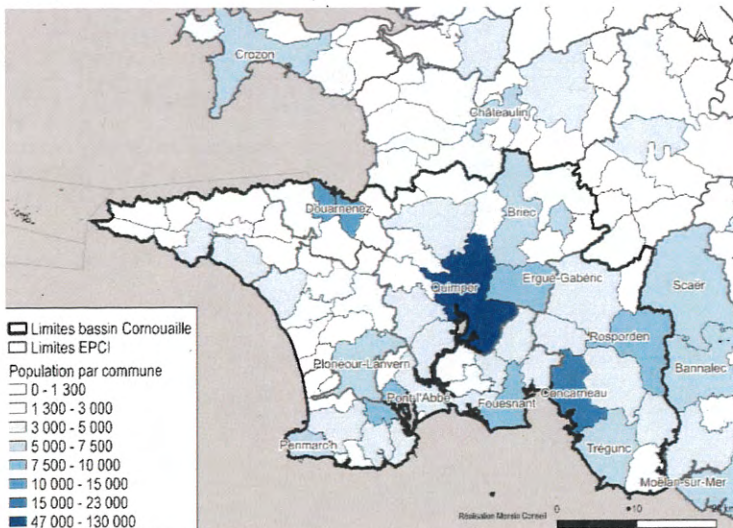 Crozon
Châteaulin
Douarnenez
Briec
Quimper
Ergué-Gabéric
Scaër
Rosporden
Bannalec
Plonéour-Lanvern
Concarneau
Pont l'Abbé
Fouesnant
Penmarch
Trégunc
Moëlan-sur-Mer
Limites bassin Cornouaille
Limites EPCI
Population par commune
0 - 1 300
1 300 - 3 000
3 000 - 5 000
5 000 - 7 500
7 500 - 10 000
10 000 - 15 000
15 000 - 23 000
47 000 - 130 000
0 10